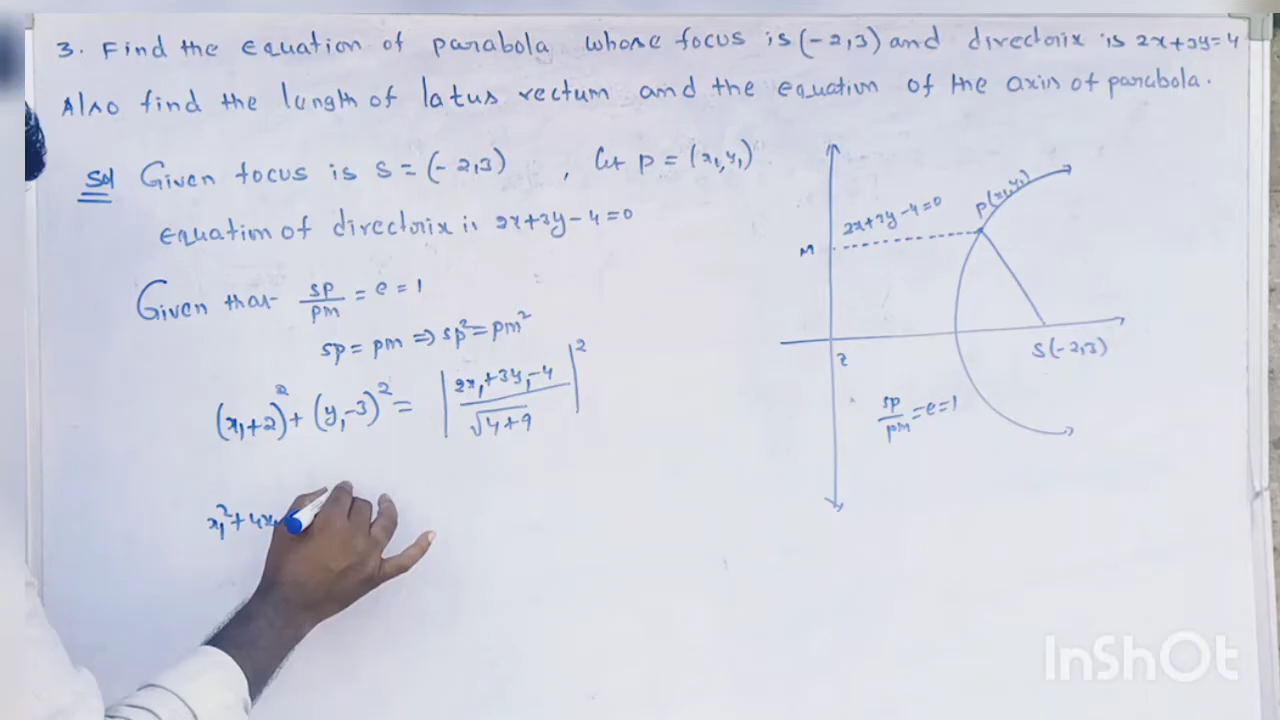 3. Find the equation of parabola whose focus is (-2,3) and directrix is 2x+3y=4
Also find the length of latus rectum and the equation of the axis of parabola.
Sol Given focus is S = (-2,3) , let P = (x₁,y₁)
equation of directrix is 2x+3y-4=0
Given that SP/PM = e = 1
SP = PM ⇒ SP² = PM²
(x₁+2)² + (y₁-3)² = |2x₁+3y₁-4 / √4+9|²
x₁² + 4x₁
2x+3y-4=0
P(x₁,y₁)
M
Z
S(-2,3)
SP/PM = e = 1
InShOt